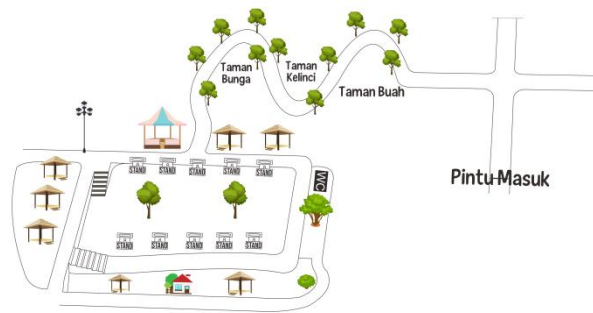 Taman
Bunga
Taman
Kelinci
Taman Buah
Pintu Masuk
WC
STAND
STAND
STAND
STAND
STAND
STAND
STAND
STAND
STAND
STAND